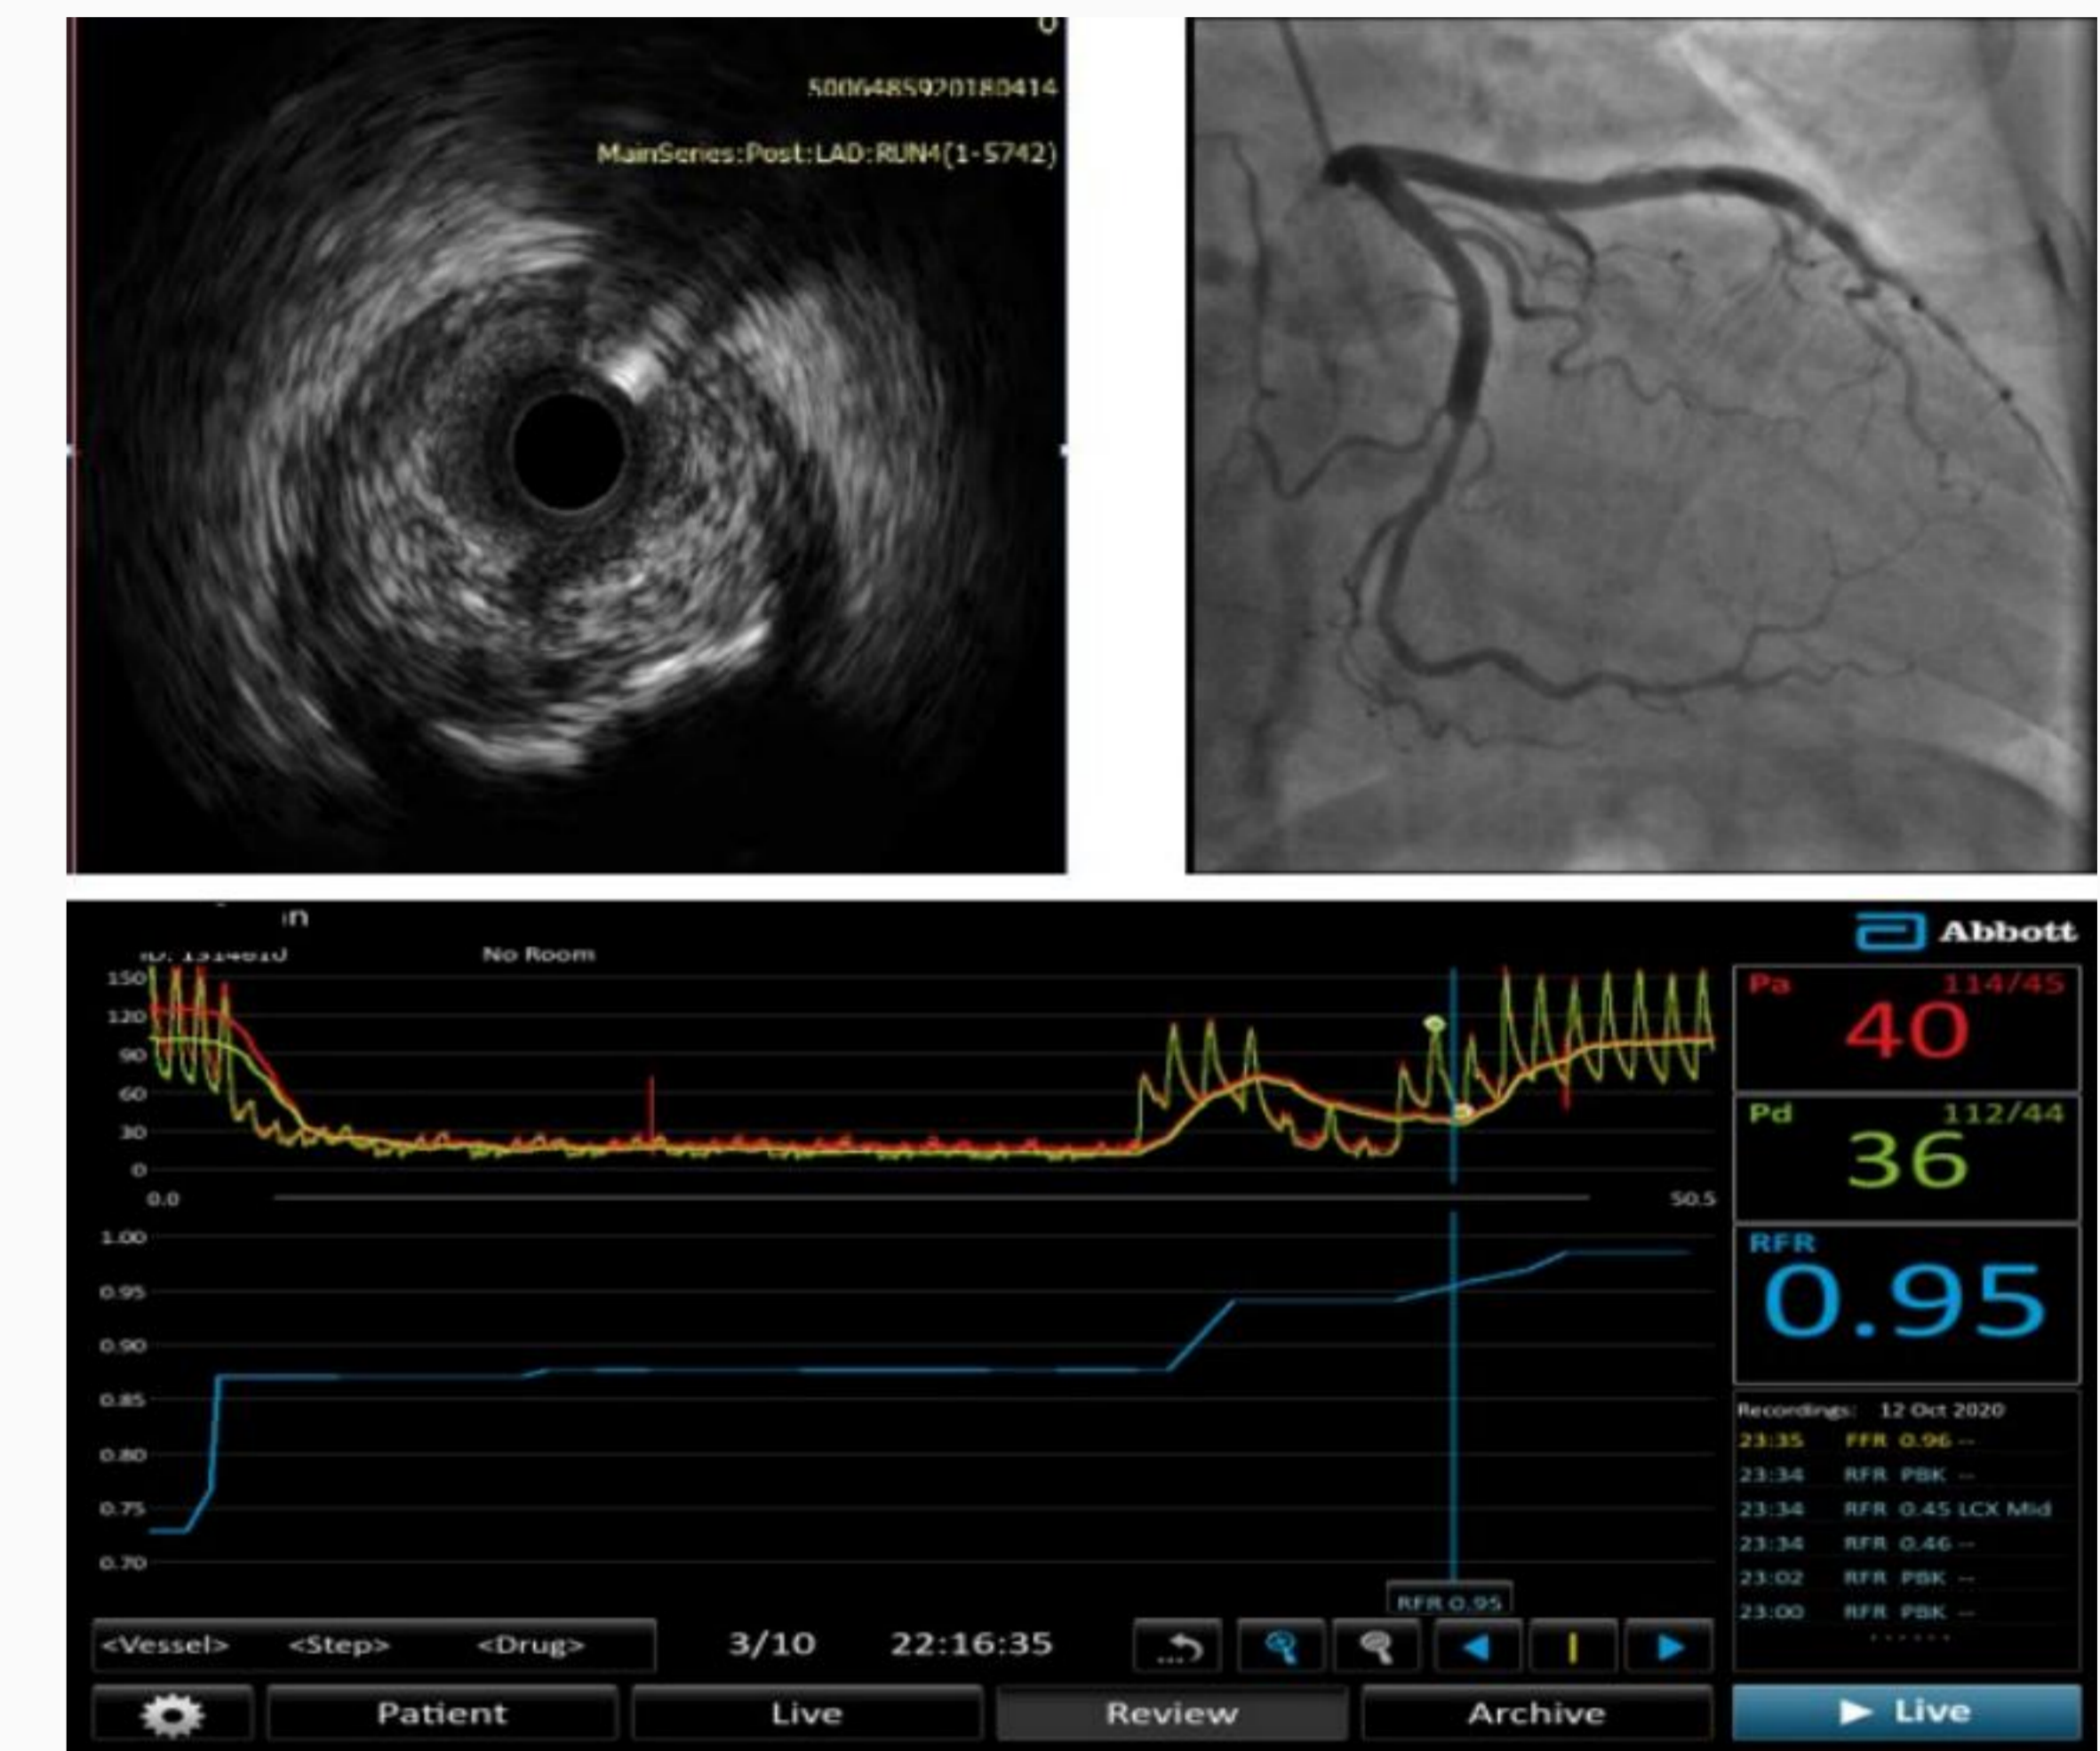 0
5006485920180414
MainSeries:Post:LAD:RUN4(1-5742)
No Room
Abbott
150
120
90
60
30
0
0.0
50.5
Pa 114/45
40
Pd 112/44
36
RFR
0.95
1.00
0.95
0.90
0.85
0.80
0.75
0.70
RFR 0.95
Recordings: 12 Oct 2020
23:35 FFR 0.96 --
23:34 RFR PBK --
23:34 RFR 0.45 LCX Mid
23:34 RFR 0.46 --
23:02 RFR PBK --
23:00 RFR PBK --
<Vessel> <Step> <Drug> 3/10 22:16:35
Patient Live Review Archive Live